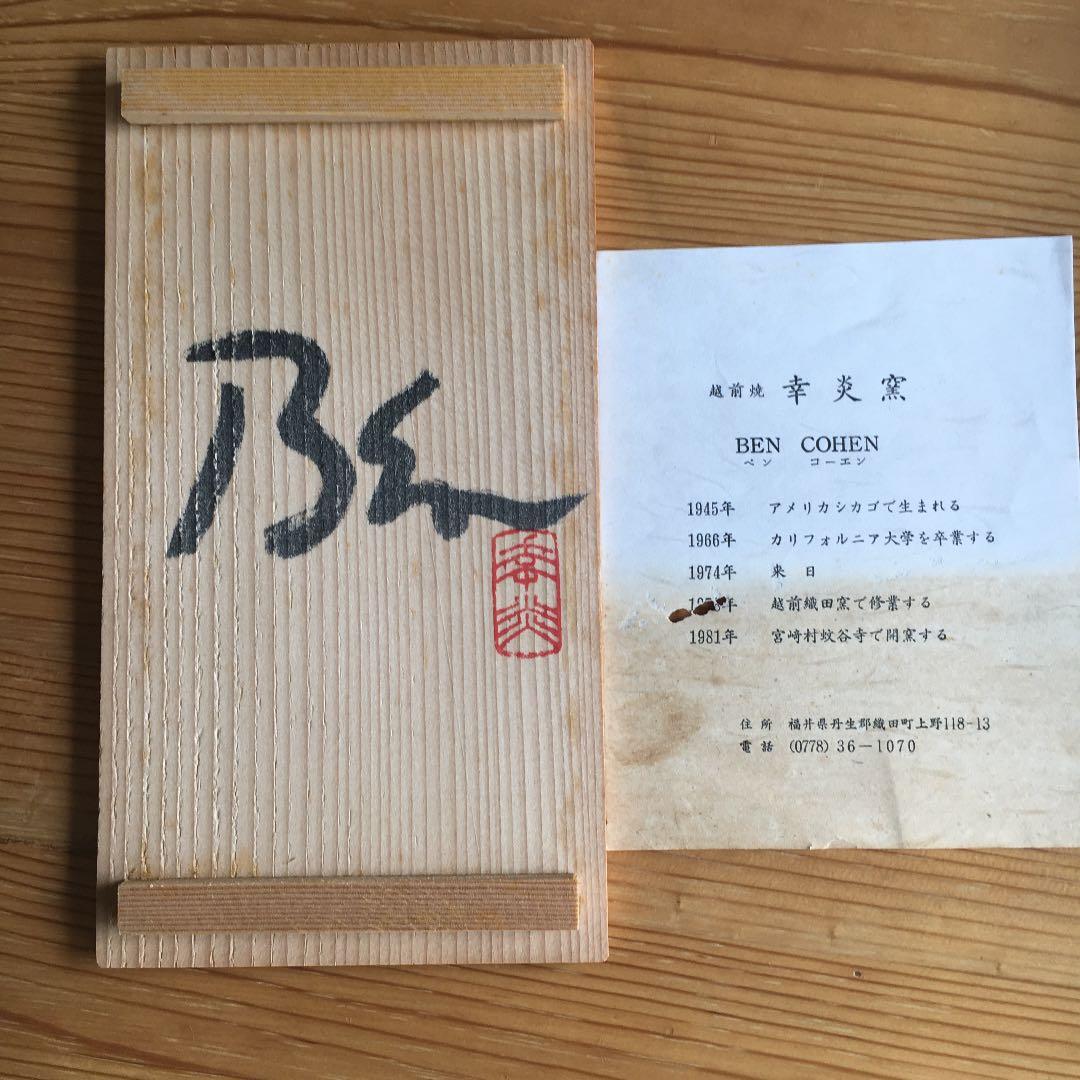 Ben
幸炎
越前焼 幸炎窯
BEN COHEN
ベン コーエン
1945年 アメリカシカゴで生まれる
1966年 カリフォルニア大学を卒業する
1974年 来日
年 越前織田窯で修業する
1981年 宮崎村蚊谷寺で開窯する
住所 福井県丹生郡織田町上野118-13
電話 (0778)36-1070